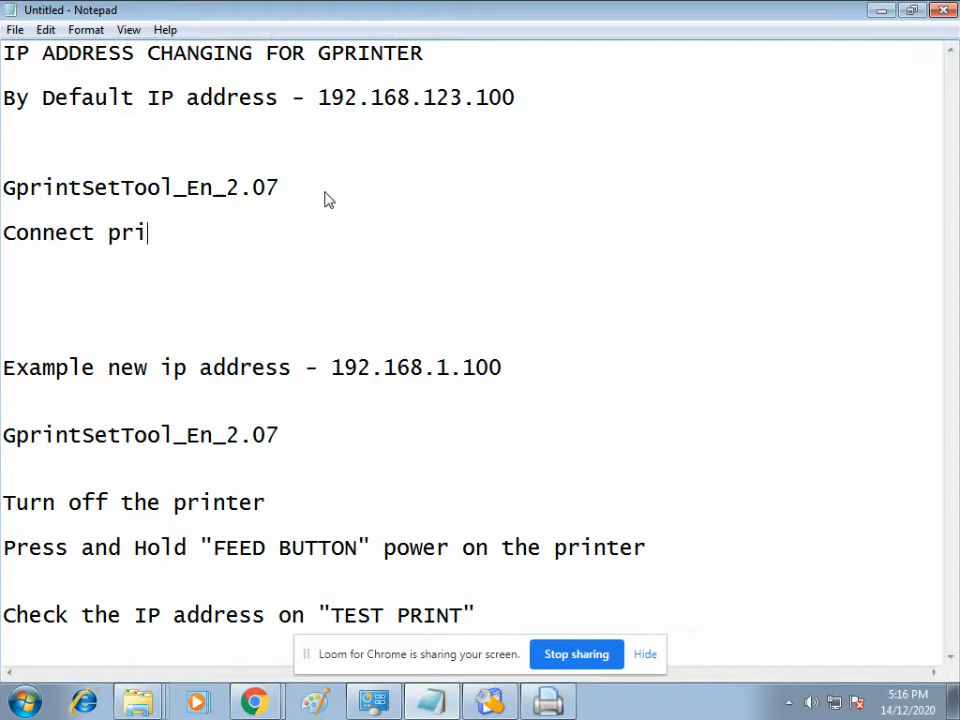 Untitled - Notepad
File Edit Format View Help
IP ADDRESS CHANGING FOR GPRINTER
By Default IP address - 192.168.123.100
GprintSetTool_En_2.07
Connect pri
Example new ip address - 192.168.1.100
GprintSetTool_En_2.07
Turn off the printer
Press and Hold "FEED BUTTON" power on the printer
Check the IP address on "TEST PRINT"
Loom for Chrome is sharing your screen. Stop sharing Hide
5:16 PM
14/12/2020